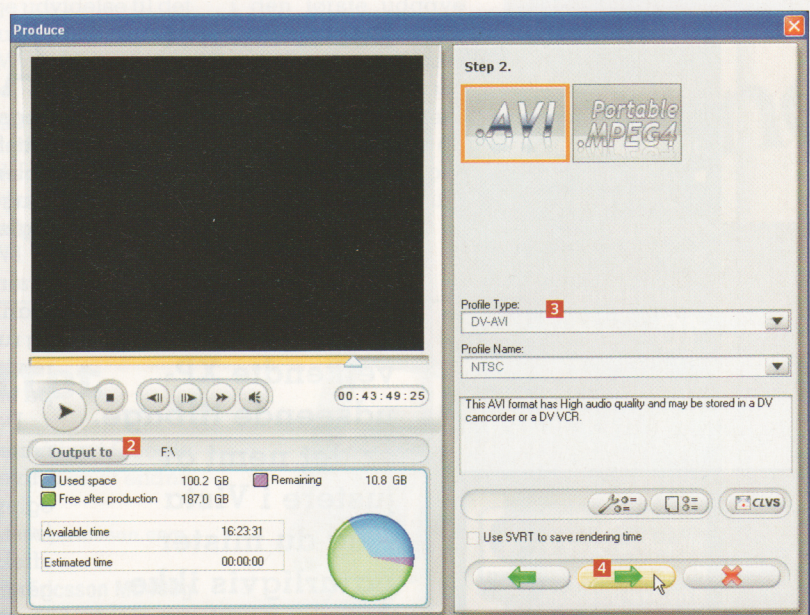 Produce
Step 2.
.AVI
Portable
.MPEG4
Profile Type:
3
DV-AVI
Profile Name:
NTSC
This AVI format has High audio quality and may be stored in a DV
camcorder or a DV VCR.
00:43:49:25
Output to
2
F:\
Used space 100.2 GB Remaining 10.8 GB
Free after production 187.0 GB
Available time 16:23:31
Estimated time 00:00:00
CLVS
Use SVRT to save rendering time
4